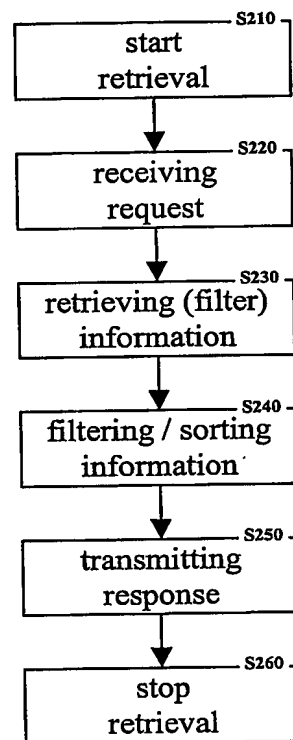 S210
start
retrieval
S220
receiving
request
S230
retrieving (filter)
information
S240
filtering / sorting
information
S250
transmitting
response
S260
stop
retrieval